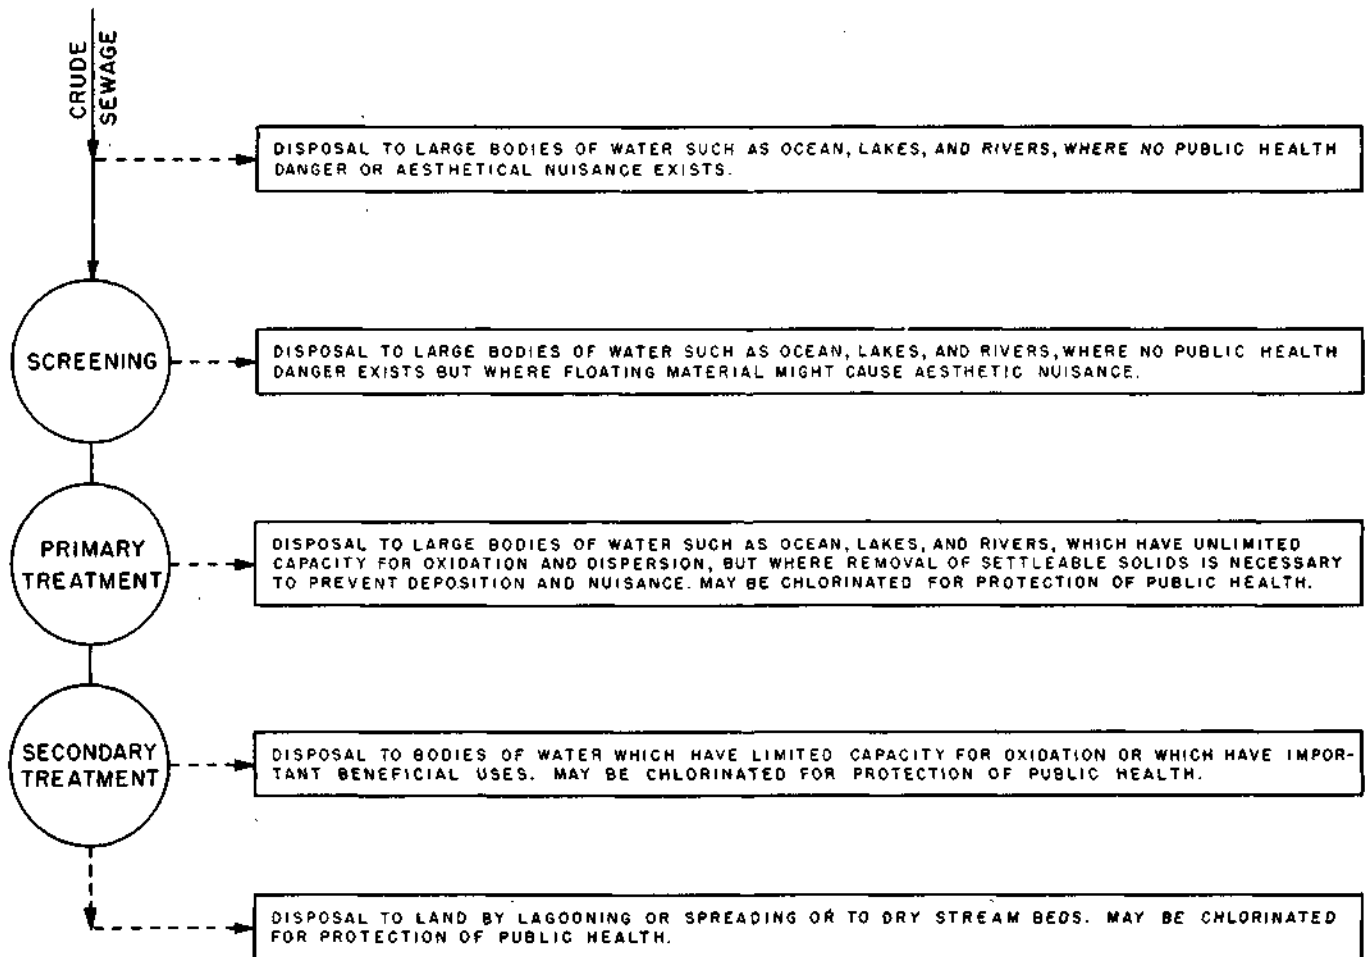 CRUDE
SEWAGE
DISPOSAL TO LARGE BODIES OF WATER SUCH AS OCEAN, LAKES, AND RIVERS, WHERE NO PUBLIC HEALTH
DANGER OR AESTHETICAL NUISANCE EXISTS.
SCREENING
DISPOSAL TO LARGE BODIES OF WATER SUCH AS OCEAN, LAKES, AND RIVERS, WHERE NO PUBLIC HEALTH
DANGER EXISTS BUT WHERE FLOATING MATERIAL MIGHT CAUSE AESTHETIC NUISANCE.
PRIMARY
TREATMENT
DISPOSAL TO LARGE BODIES OF WATER SUCH AS OCEAN, LAKES, AND RIVERS, WHICH HAVE UNLIMITED
CAPACITY FOR OXIDATION AND DISPERSION, BUT WHERE REMOVAL OF SETTLEABLE SOLIDS IS NECESSARY
TO PREVENT DEPOSITION AND NUISANCE. MAY BE CHLORINATED FOR PROTECTION OF PUBLIC HEALTH.
SECONDARY
TREATMENT
DISPOSAL TO BODIES OF WATER WHICH HAVE LIMITED CAPACITY FOR OXIDATION OR WHICH HAVE IMPOR-
TANT BENEFICIAL USES. MAY BE CHLORINATED FOR PROTECTION OF PUBLIC HEALTH.
DISPOSAL TO LAND BY LAGOONING OR SPREADING OR TO DRY STREAM BEDS. MAY BE CHLORINATED
FOR PROTECTION OF PUBLIC HEALTH.